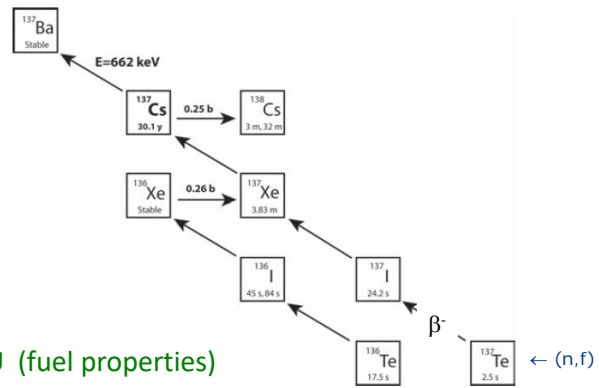 ¹³⁷Ba
Stable
E=662 keV
¹³⁷Cs
30.1 y
0.25 b
¹³⁸Cs
3 m, 32 m
¹³⁶Xe
Stable
0.26 b
¹³⁷Xe
3.83 m
¹³⁶I
45 s, 84 s
¹³⁷I
24.2 s
β-
(fuel properties)
¹³⁶Te
17.5 s
¹³⁷Te
2.5 s
← (n,f)